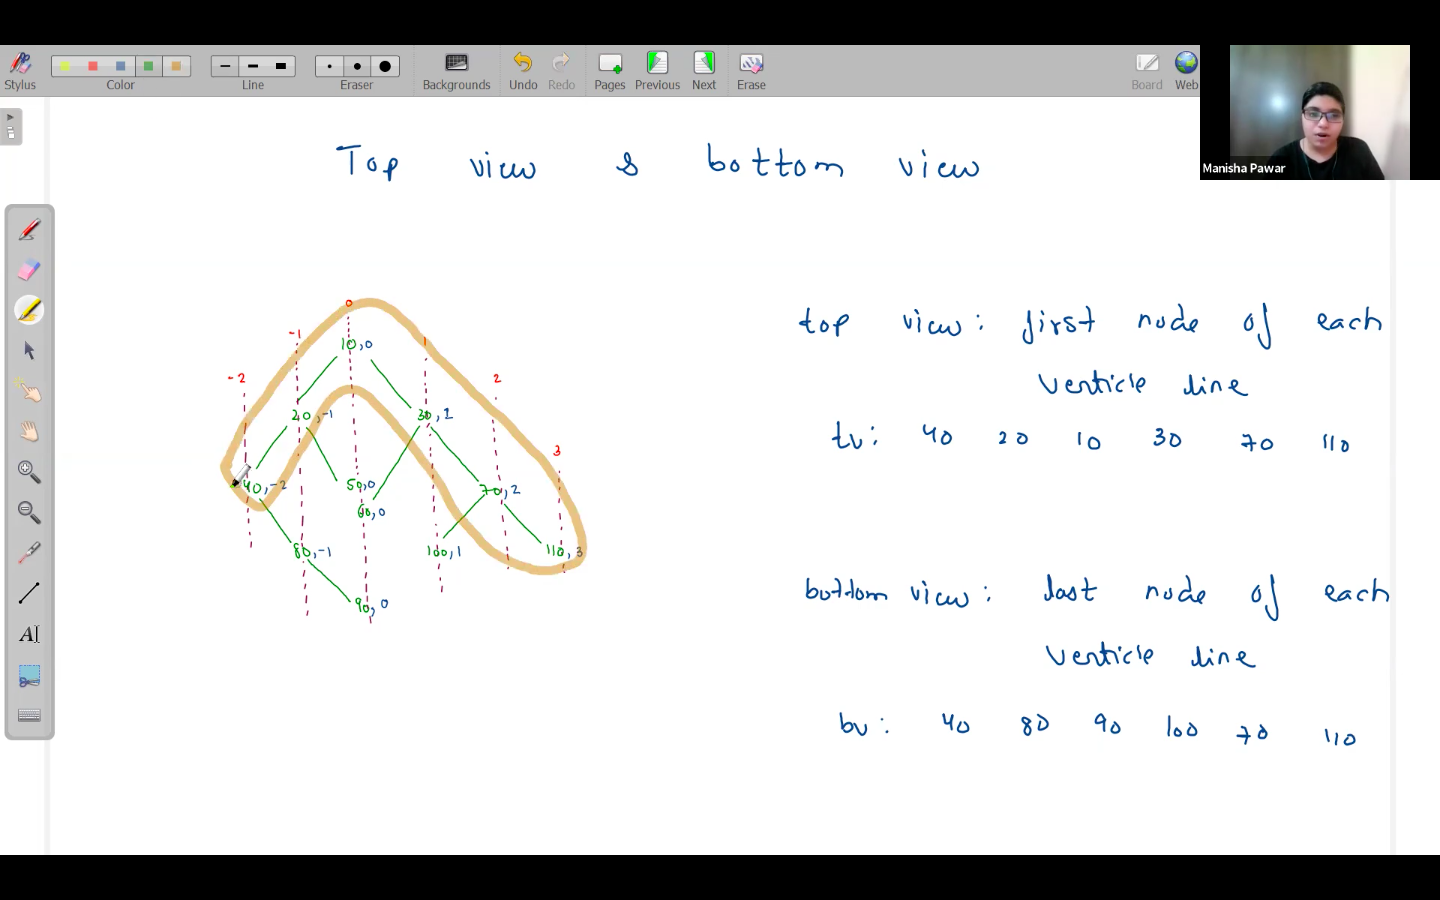 Stylus Color Line Eraser Backgrounds Undo Redo Pages Previous Next Erase Board Web
Manisha Pawar
Top view & bottom view
0
-1
1
10,0
-2
2
20,-1
30,1
3
40,-2
50,0
70,2
60,0
80,-1
100,1
110,3
90,0
top view: first node of each
verticle line
tv: 40 20 10 30 70 110
bottom view: last node of each
verticle line
bv: 40 80 90 100 70 110